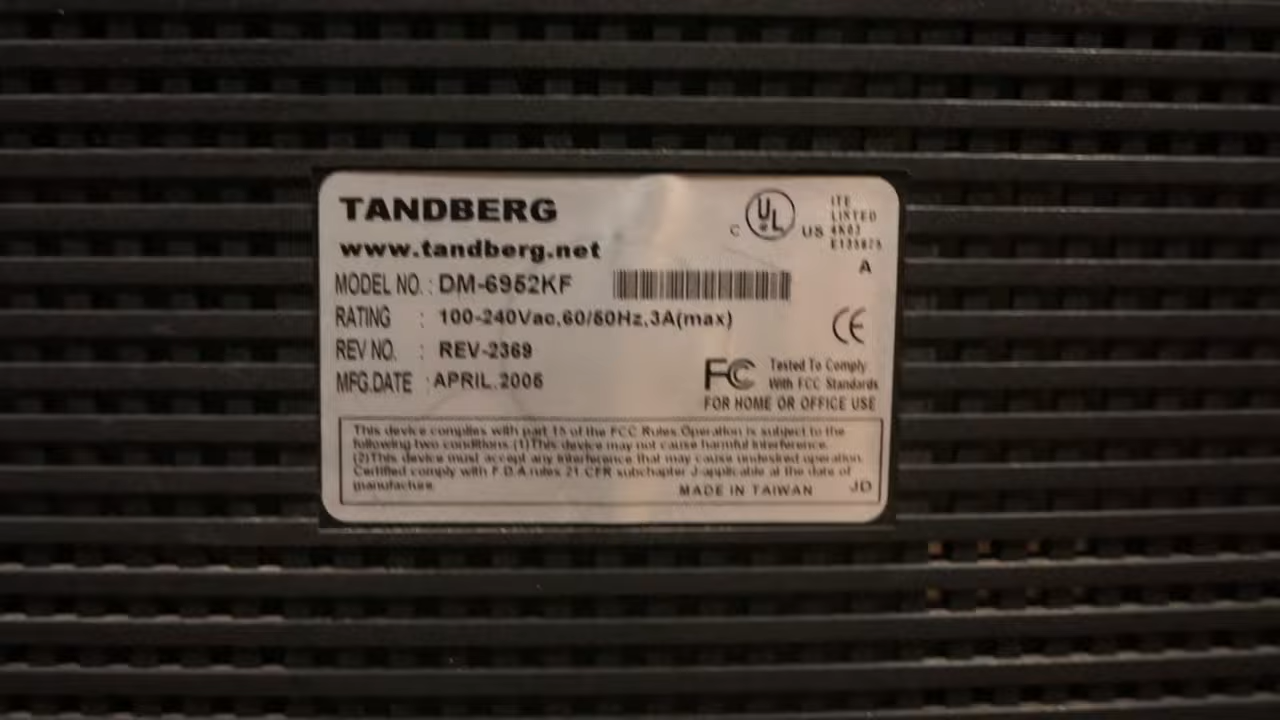 TANDBERG
www.tandberg.net
MODEL NO. : DM-6952KF
RATING : 100-240Vac,60/50Hz,3A(max)
REV NO. : REV-2369
MFG.DATE : APRIL.2005
C UL US
ITE
LISTED
A
CE
FC Tested To Comply
With FCC Standards
FOR HOME OR OFFICE USE
This device complies with part 15 of the FCC Rules.Operation is subject to the
following two conditions.(1)This device may not cause harmful interference.
(2)This device must accept any interference that may cause undesired operation.
Certified comply with F.D.A rules 21 CFR subchapter J applicable at the date of
manufacture.
MADE IN TAIWAN JD